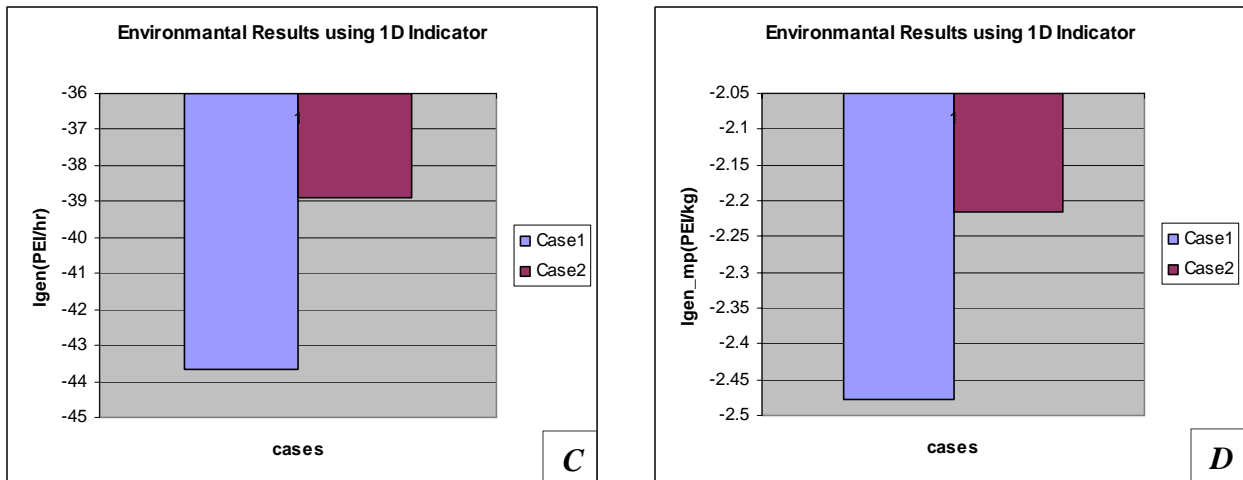 Environmantal Results using 1D Indicator
-36
-37
-38
-39
-40
-41
-42
-43
-44
-45
1
Igen(PEI/hr)
cases
Case1
Case2
C
Environmantal Results using 1D Indicator
-2.05
-2.1
-2.15
-2.2
-2.25
-2.3
-2.35
-2.4
-2.45
-2.5
1
Igen_mp(PEI/kg)
cases
Case1
Case2
D